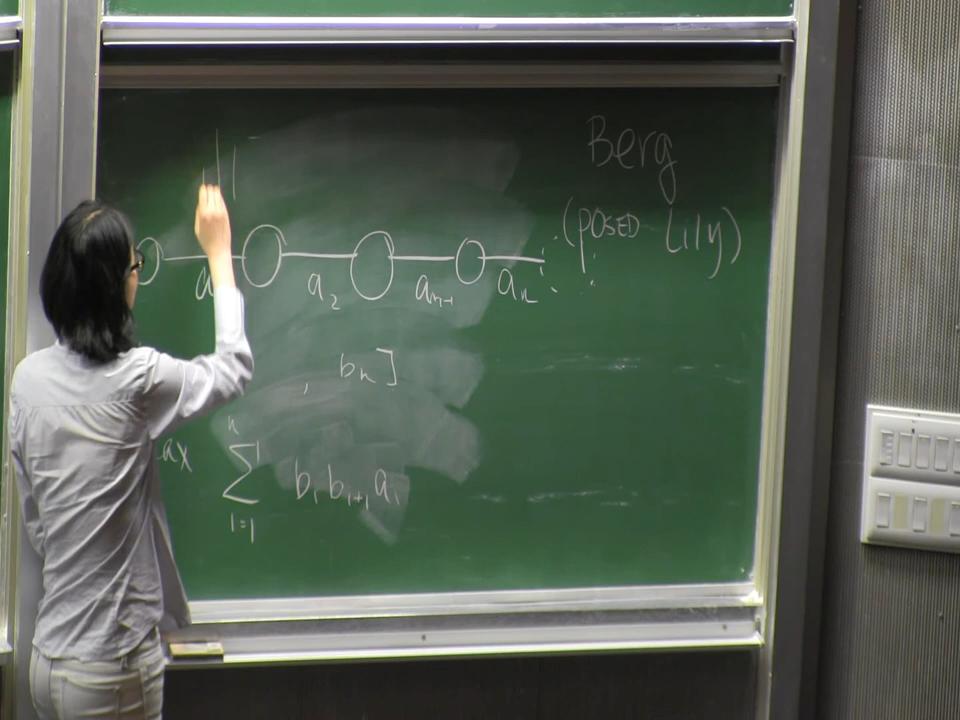 Berg
(POSED Lily)
a a₂ aₙ₋₁ aₙ
, bₙ]
ax n ∑ i=1 bᵢ bᵢ₊₁ aᵢ